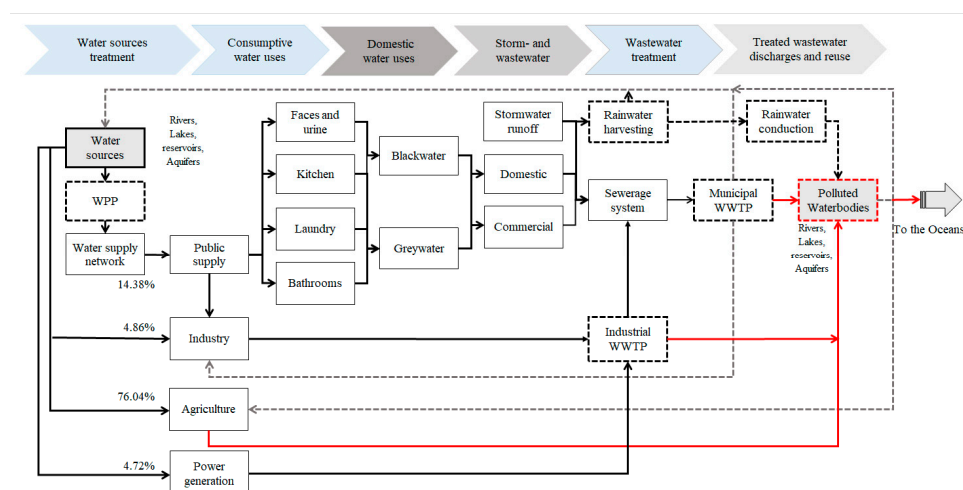 Water sources
treatment
Consumptive
water uses
Domestic
water uses
Storm- and
wastewater
Wastewater
treatment
Treated wastewater
discharges and reuse
Rivers,
Lakes,
reservoirs,
Aquifers
Water
sources
WPP
Water supply
network
Public
supply
Faces and
urine
Kitchen
Laundry
Bathrooms
Blackwater
Greywater
Stormwater
runoff
Domestic
Commercial
Rainwater
harvesting
Sewerage
system
Rainwater
conduction
Municipal
WWTP
Polluted
Waterbodies
Rivers,
Lakes,
reservoirs,
Aquifers
To the Oceans
14.38%
4.86%
Industry
Industrial
WWTP
76.04%
Agriculture
4.72%
Power
generation